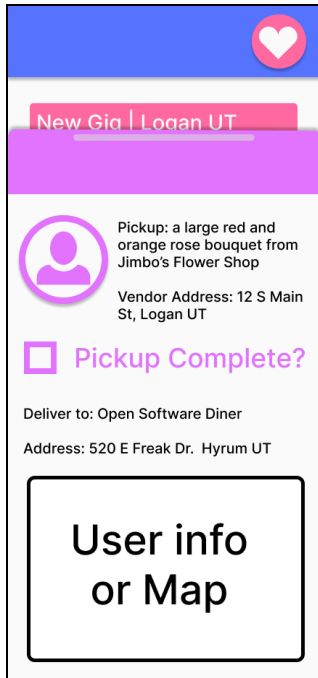 New Gig | Logan UT
Pickup: a large red and
orange rose bouquet from
Jimbo’s Flower Shop
Vendor Address: 12 S Main
St, Logan UT
Pickup Complete?
Deliver to: Open Software Diner
Address: 520 E Freak Dr. Hyrum UT
User info
or Map